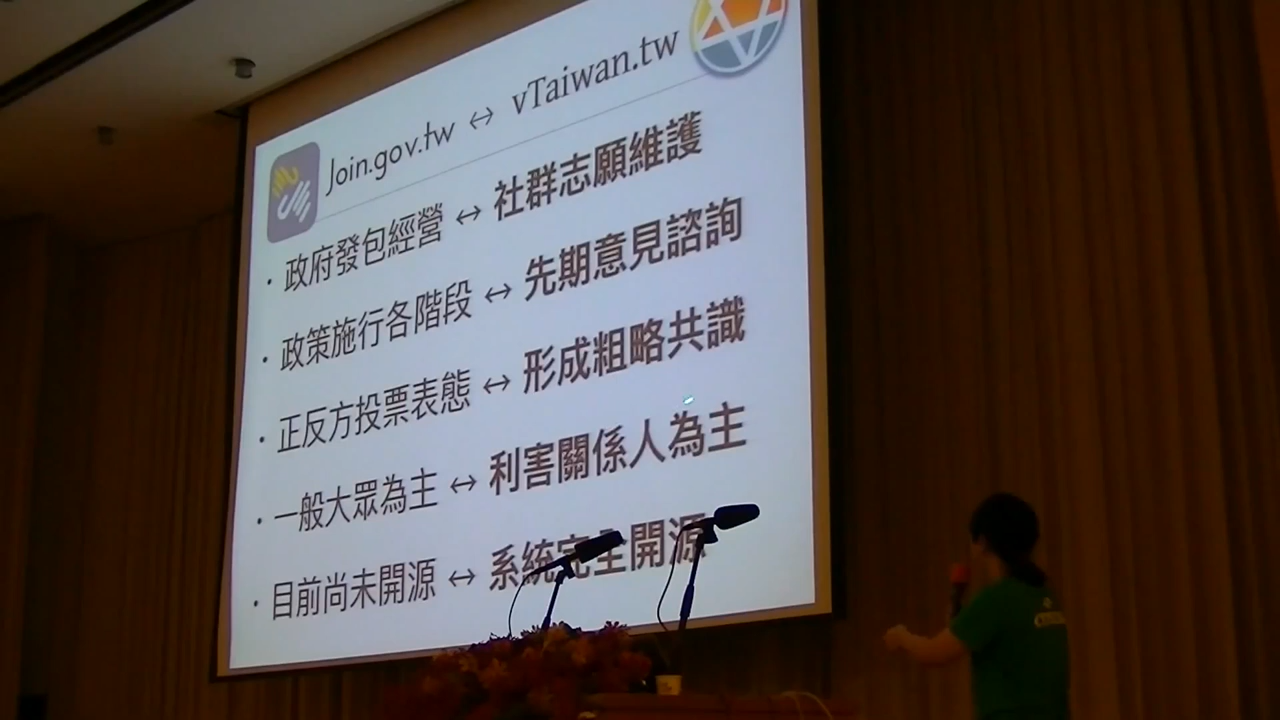 Join.gov.tw ↔ vTaiwan.tw
· 政府發包經營 ↔ 社群志願維護
· 政策施行各階段 ↔ 先期意見諮詢
· 正反方投票表態 ↔ 形成粗略共識
· 一般大眾為主 ↔ 利害關係人為主
· 目前尚未開源 ↔ 系統完全開源